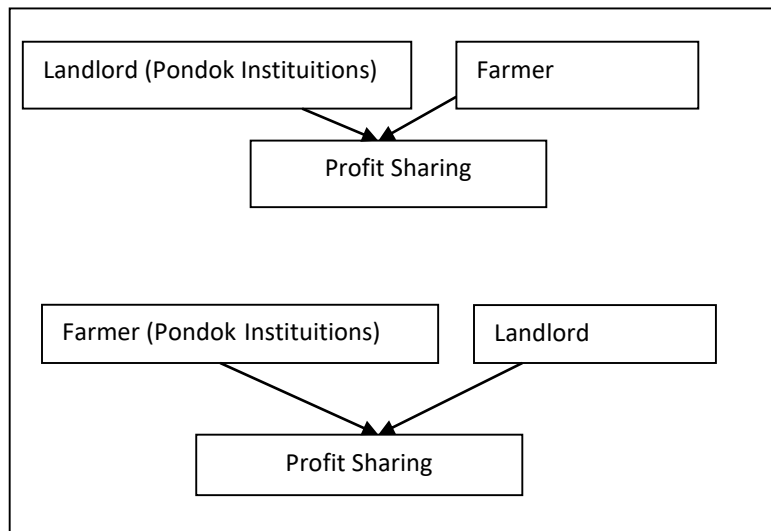 Landlord (Pondok Instituitions)
Farmer
Profit Sharing
Farmer (Pondok Instituitions)
Landlord
Profit Sharing